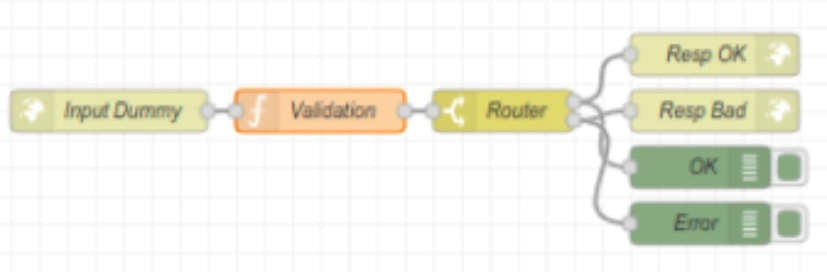 Input Dummy
Validation
Router
Resp OK
Resp Bad
OK
Error